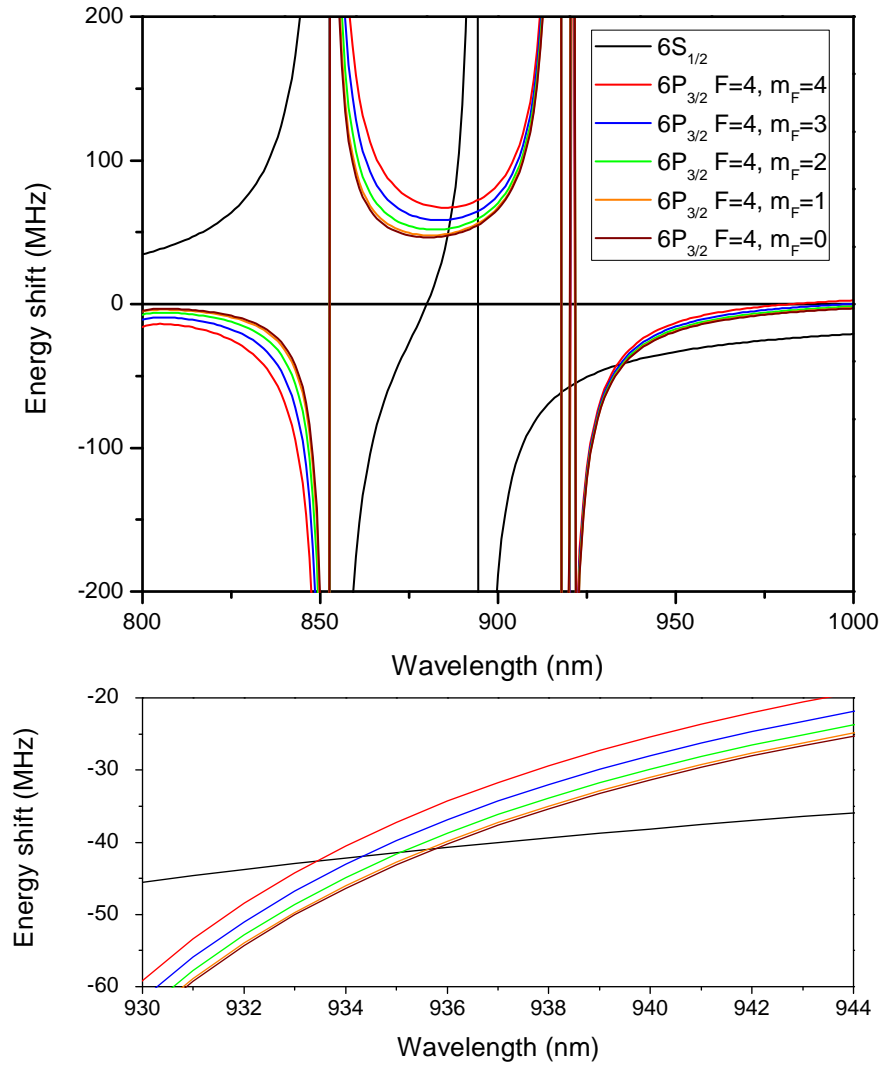 200
100
0
-100
-200
Energy shift (MHz)
6S1/2
6P3/2 F=4, mF=4
6P3/2 F=4, mF=3
6P3/2 F=4, mF=2
6P3/2 F=4, mF=1
6P3/2 F=4, mF=0
800 850 900 950 1000
Wavelength (nm)
-20
-30
-40
-50
-60
Energy shift (MHz)
930 932 934 936 938 940 942 944
Wavelength (nm)